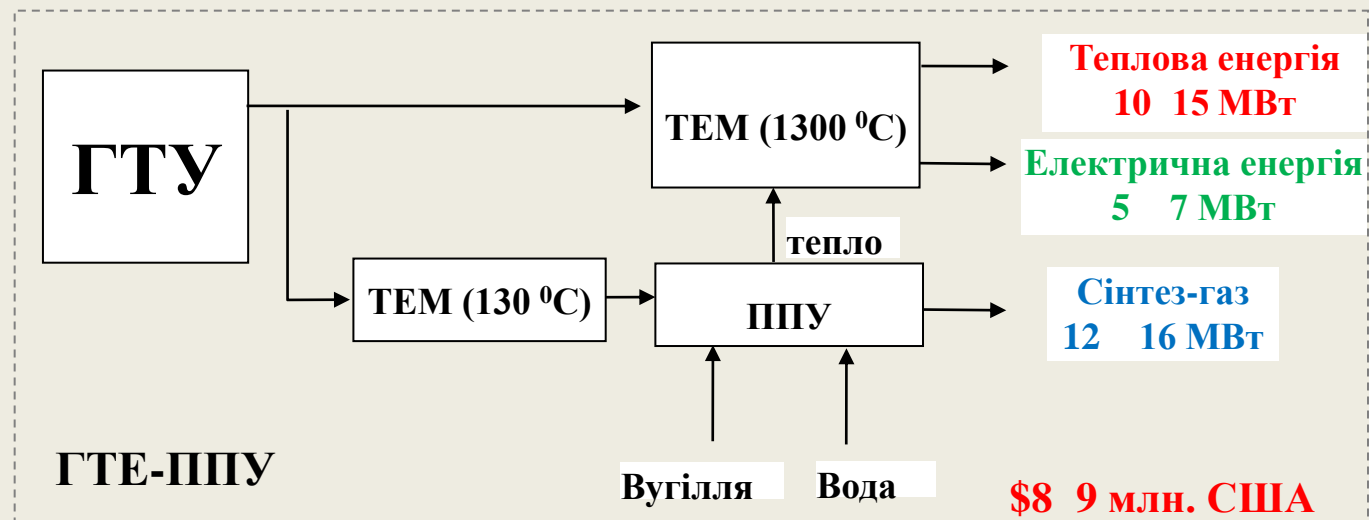 ГТУ
ТЕМ (1300 ⁰С)
Теплова енергія
10 15 МВт
Електрична енергія
5 7 МВт
тепло
ТЕМ (130 ⁰С)
ППУ
Сінтез-газ
12 16 МВт
Вугілля
Вода
ГТЕ-ППУ
$8 9 млн. США